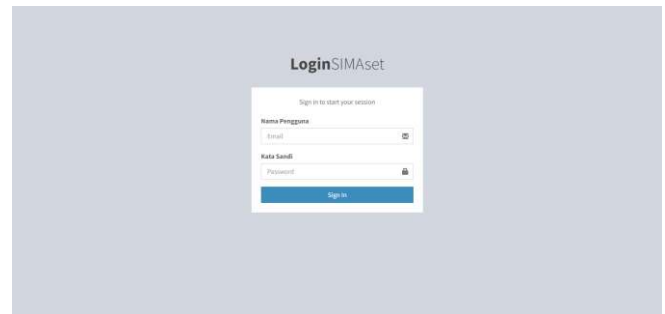 LoginSIMAset
Sign in to start your session
Nama Pengguna
Email
Kata Sandi
Password
Sign In